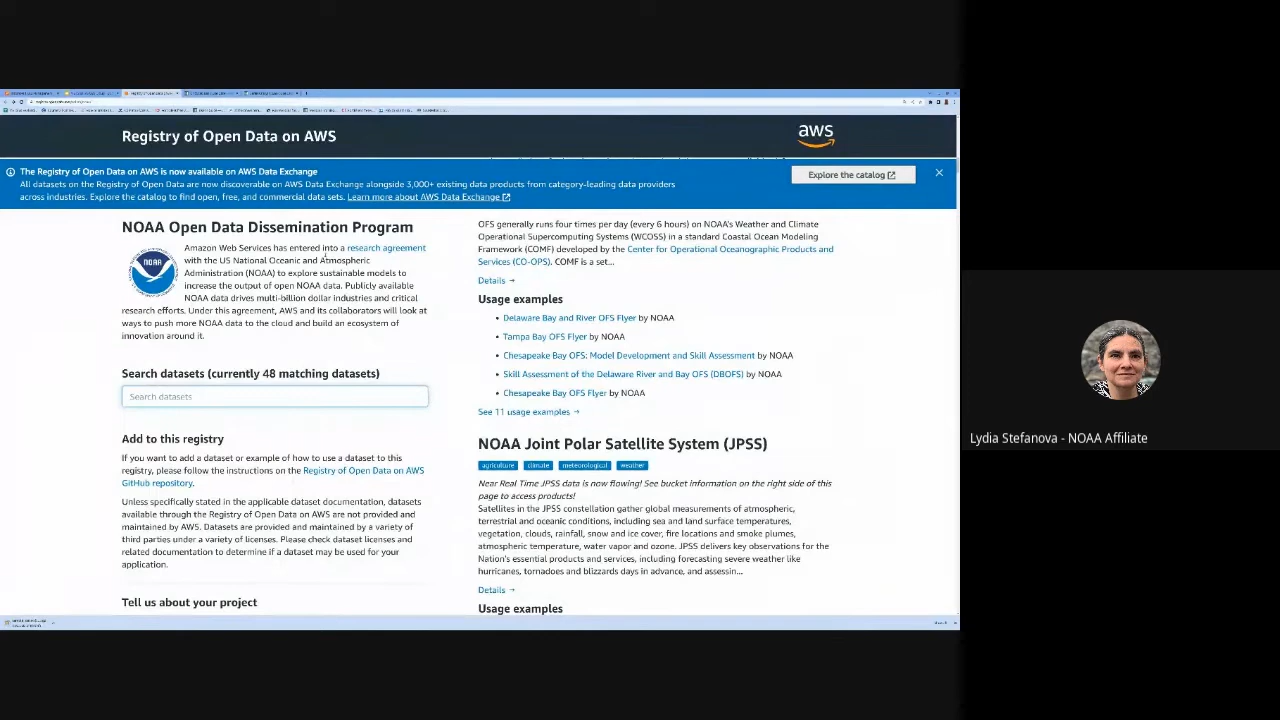 Registry of Open Data on AWS
aws
The Registry of Open Data on AWS is now available on AWS Data Exchange
All datasets on the Registry of Open Data are now discoverable on AWS Data Exchange alongside 3,000+ existing data products from category-leading data providers
across industries. Explore the catalog to find open, free, and commercial data sets. Learn more about AWS Data Exchange
Explore the catalog
NOAA Open Data Dissemination Program
NOAA
Amazon Web Services has entered into a research agreement
with the US National Oceanic and Atmospheric
Administration (NOAA) to explore sustainable models to
increase the output of open NOAA data. Publicly available
NOAA data drives multi-billion dollar industries and critical
research efforts. Under this agreement, AWS and its collaborators will look at
ways to push more NOAA data to the cloud and build an ecosystem of
innovation around it.
Search datasets (currently 48 matching datasets)
Search datasets
Add to this registry
If you want to add a dataset or example of how to use a dataset to this
registry, please follow the instructions on the Registry of Open Data on AWS
GitHub repository.
Unless specifically stated in the applicable dataset documentation, datasets
available through the Registry of Open Data on AWS are not provided and
maintained by AWS. Datasets are provided and maintained by a variety of
third parties under a variety of licenses. Please check dataset licenses and
related documentation to determine if a dataset may be used for your
application.
Tell us about your project
OFS generally runs four times per day (every 6 hours) on NOAA's Weather and Climate
Operational Supercomputing Systems (WCOSS) in a standard Coastal Ocean Modeling
Framework (COMF) developed by the Center for Operational Oceanographic Products and
Services (CO-OPS). COMF is a set...
Details →
Usage examples
• Delaware Bay and River OFS Flyer by NOAA
• Tampa Bay OFS Flyer by NOAA
• Chesapeake Bay OFS: Model Development and Skill Assessment by NOAA
• Skill Assessment of the Delaware River and Bay OFS (DBOFS) by NOAA
• Chesapeake Bay OFS Flyer by NOAA
See 11 usage examples →
NOAA Joint Polar Satellite System (JPSS)
agriculture climate meteorological weather
Near Real Time JPSS data is now flowing! See bucket information on the right side of this
page to access products!
Satellites in the JPSS constellation gather global measurements of atmospheric,
terrestrial and oceanic conditions, including sea and land surface temperatures,
vegetation, clouds, rainfall, snow and ice cover, fire locations and smoke plumes,
atmospheric temperature, water vapor and ozone. JPSS delivers key observations for the
Nation's essential products and services, including forecasting severe weather like
hurricanes, tornadoes and blizzards days in advance, and assessin...
Details →
Usage examples
Lydia Stefanova - NOAA Affiliate